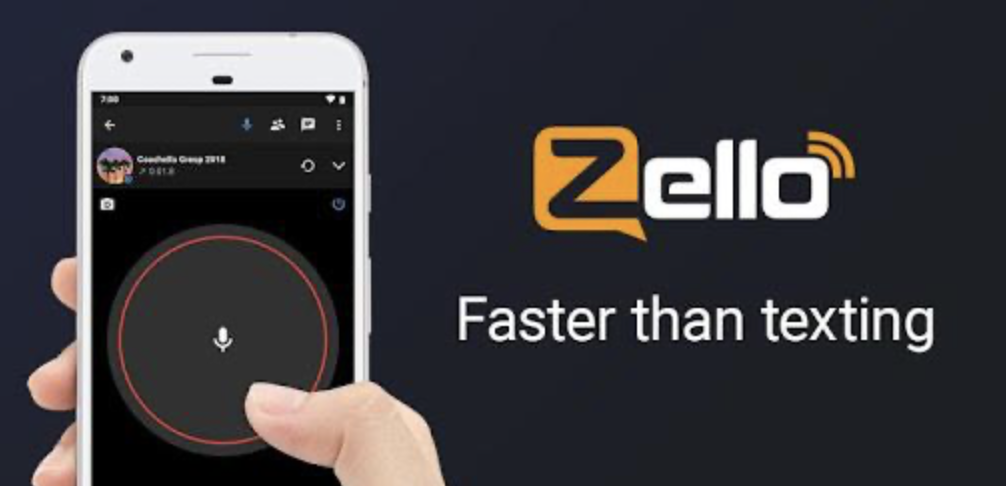 7:00
Coachella Group 2018
Zello
Faster than texting